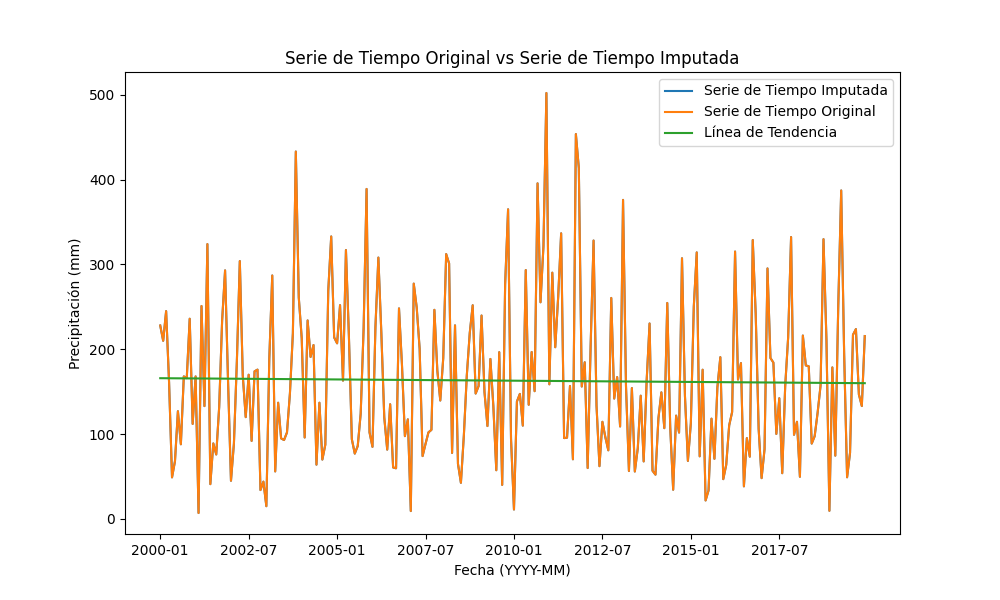 Serie de Tiempo Original vs Serie de Tiempo Imputada
Serie de Tiempo Imputada
Serie de Tiempo Original
Línea de Tendencia
Precipitación (mm)
500
400
300
200
100
0
2000-01 2002-07 2005-01 2007-07 2010-01 2012-07 2015-01 2017-07
Fecha (YYYY-MM)